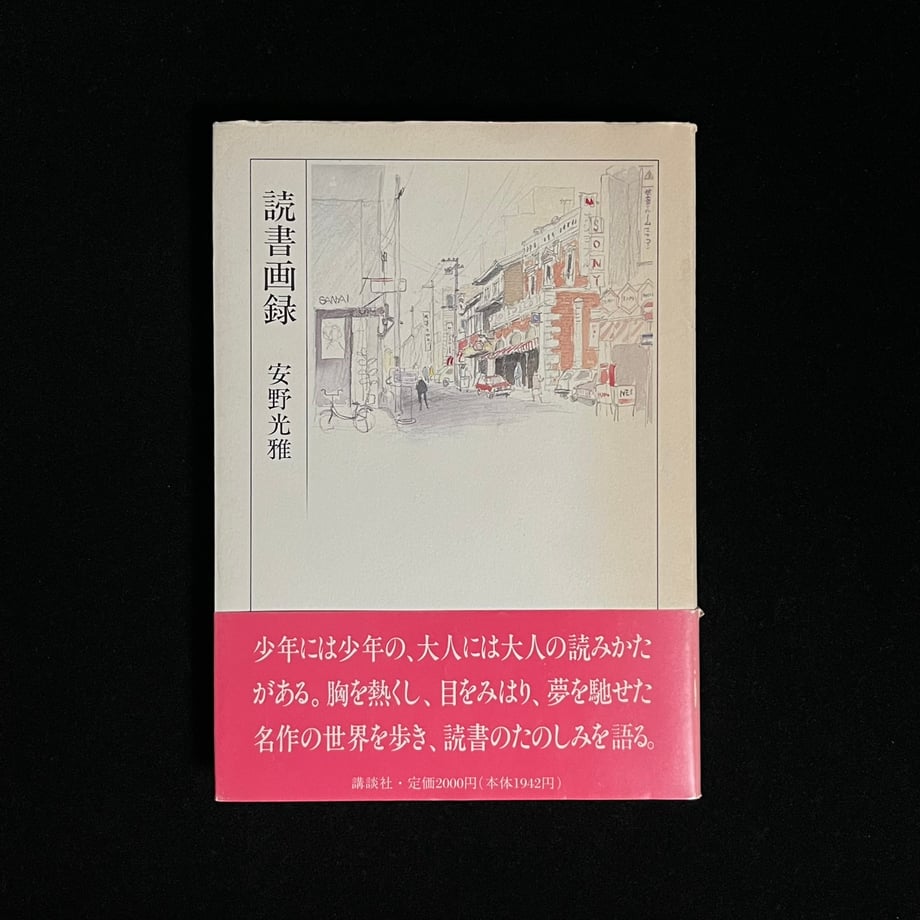 読書画録
安野光雅
SANAI
SONY
少年には少年の、大人には大人の読みかた
がある。胸を熱くし、目をみはり、夢を馳せた
名作の世界を歩き、読書のたのしみを語る。
講談社・定価2000円(本体1942円)